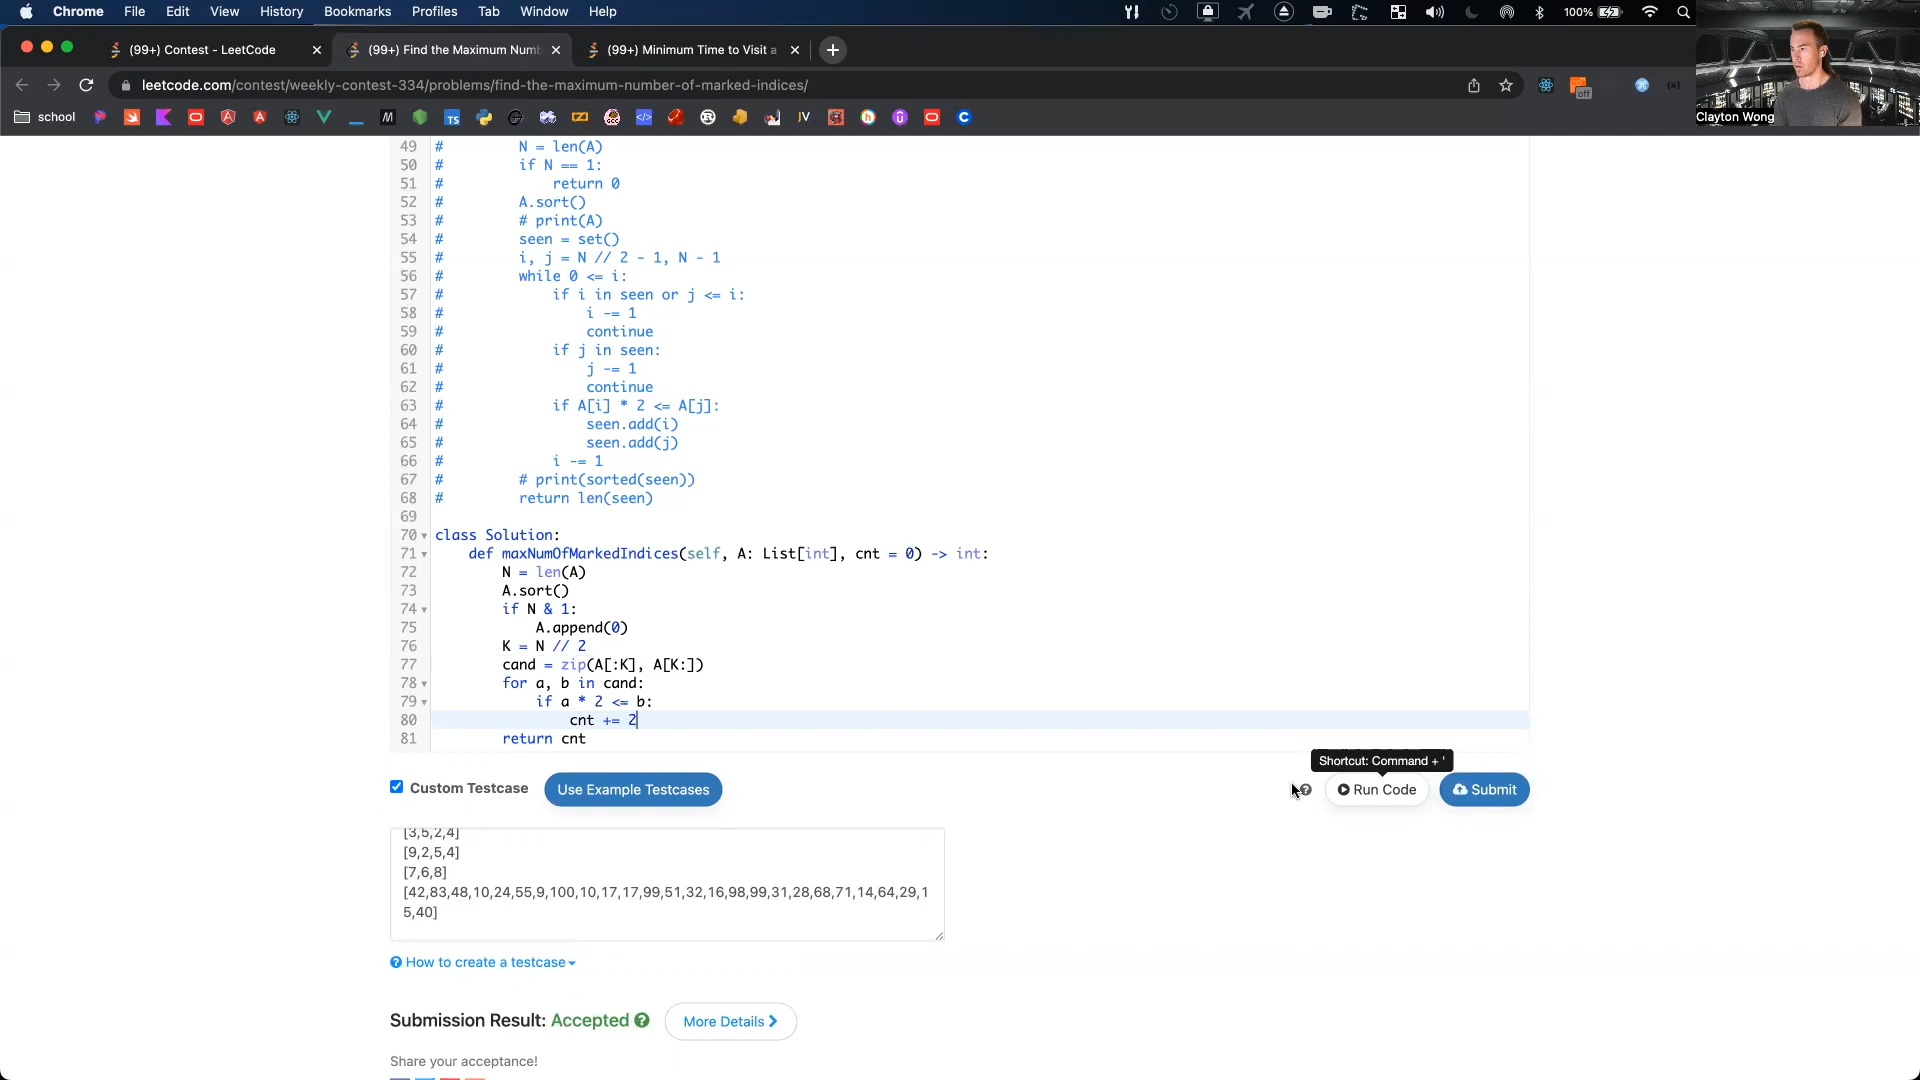 Chrome File Edit View History Bookmarks Profiles Tab Window Help 100%
(99+) Contest - LeetCode (99+) Find the Maximum Numb (99+) Minimum Time to Visit a
leetcode.com/contest/weekly-contest-334/problems/find-the-maximum-number-of-marked-indices/
off
Clayton Wong
school M TS JV C
49 # N = len(A)
50 # if N == 1:
51 # return 0
52 # A.sort()
53 # # print(A)
54 # seen = set()
55 # i, j = N // 2 - 1, N - 1
56 # while 0 <= i:
57 # if i in seen or j <= i:
58 # i -= 1
59 # continue
60 # if j in seen:
61 # j -= 1
62 # continue
63 # if A[i] * 2 <= A[j]:
64 # seen.add(i)
65 # seen.add(j)
66 # i -= 1
67 # # print(sorted(seen))
68 # return len(seen)
69
70 class Solution:
71 def maxNumOfMarkedIndices(self, A: List[int], cnt = 0) -> int:
72 N = len(A)
73 A.sort()
74 if N & 1:
75 A.append(0)
76 K = N // 2
77 cand = zip(A[:K], A[K:])
78 for a, b in cand:
79 if a * 2 <= b:
80 cnt += 2
81 return cnt
Shortcut: Command + '
Custom Testcase Use Example Testcases ? Run Code Submit
[3,5,2,4]
[9,2,5,4]
[7,6,8]
[42,83,48,10,24,55,9,100,10,17,17,99,51,32,16,98,99,31,28,68,71,14,64,29,1
5,40]
? How to create a testcase
Submission Result: Accepted ? More Details
Share your acceptance!